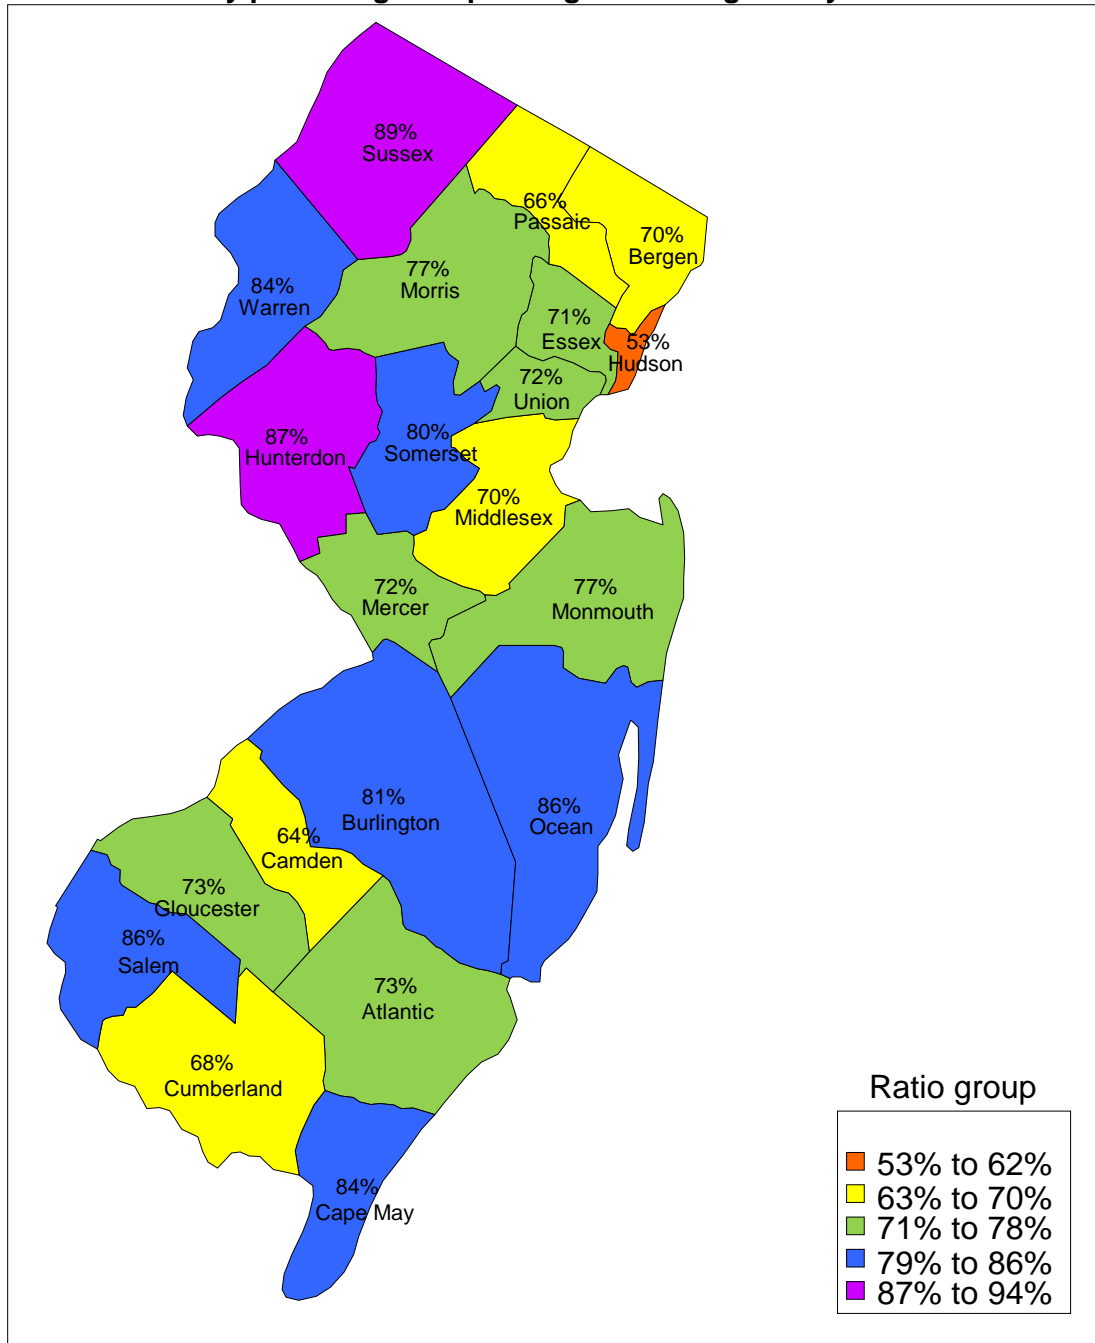 89%
Sussex
66%
Passaic
70%
Bergen
77%
Morris
84%
Warren
71%
Essex
53%
Hudson
72%
Union
80%
Somerset
87%
Hunterdon
70%
Middlesex
72%
Mercer
77%
Monmouth
81%
Burlington
86%
Ocean
64%
Camden
73%
Gloucester
86%
Salem
73%
Atlantic
68%
Cumberland
84%
Cape May
Ratio group
53% to 62%
63% to 70%
71% to 78%
79% to 86%
87% to 94%